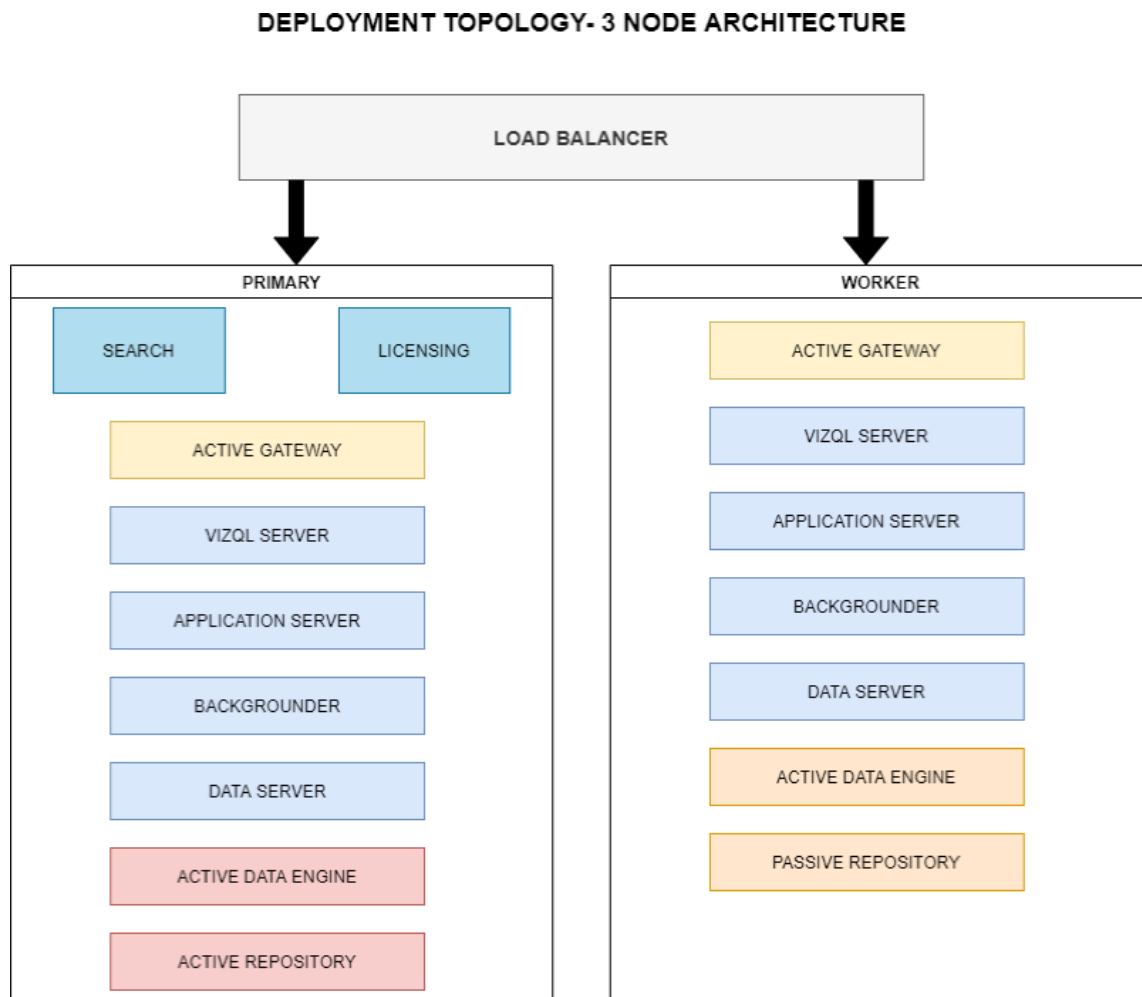 DEPLOYMENT TOPOLOGY- 3 NODE ARCHITECTURE
LOAD BALANCER
PRIMARY
SEARCH
LICENSING
ACTIVE GATEWAY
VIZQL SERVER
APPLICATION SERVER
BACKGROUNDER
DATA SERVER
ACTIVE DATA ENGINE
ACTIVE REPOSITORY
WORKER
ACTIVE GATEWAY
VIZQL SERVER
APPLICATION SERVER
BACKGROUNDER
DATA SERVER
ACTIVE DATA ENGINE
PASSIVE REPOSITORY